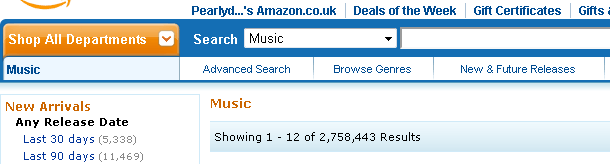 Pearlyd...'s Amazon.co.uk Deals of the Week Gift Certificates Gifts
Shop All Departments Search Music
Music Advanced Search Browse Genres New & Future Releases
New Arrivals
Any Release Date
Last 30 days (5,338)
Last 90 days (11,469)
Music
Showing 1 - 12 of 2,758,443 Results